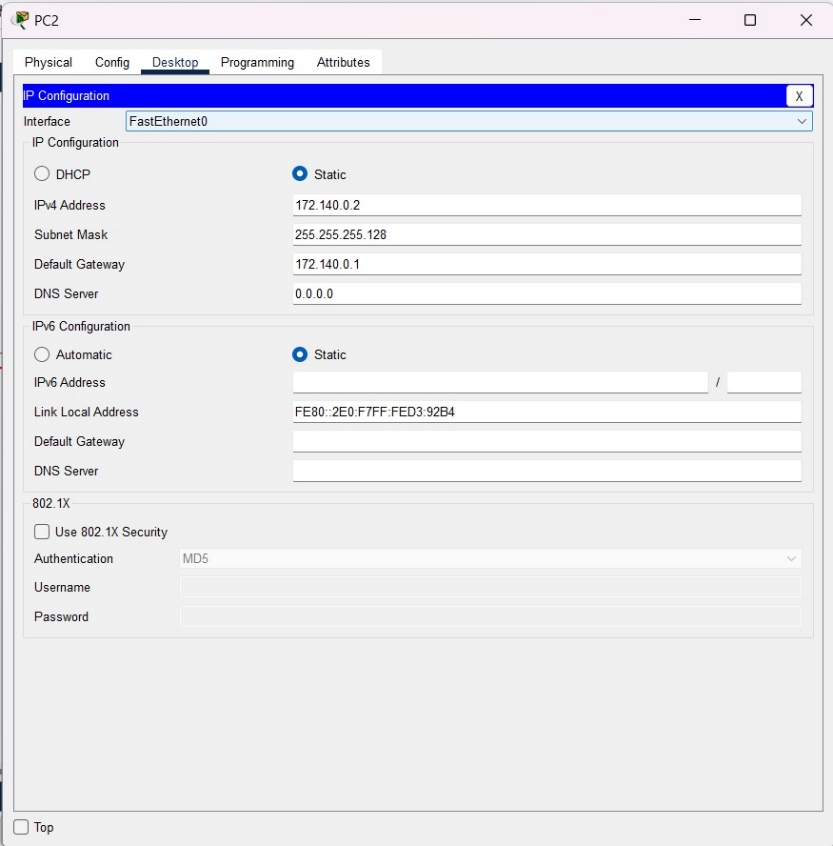 PC2
Physical Config Desktop Programming Attributes
IP Configuration X
Interface FastEthernet0
IP Configuration
DHCP Static
IPv4 Address 172.140.0.2
Subnet Mask 255.255.255.128
Default Gateway 172.140.0.1
DNS Server 0.0.0.0
IPv6 Configuration
Automatic Static
IPv6 Address /
Link Local Address FE80::2E0:F7FF:FED3:92B4
Default Gateway
DNS Server
802.1X
Use 802.1X Security
Authentication MD5
Username
Password
Top